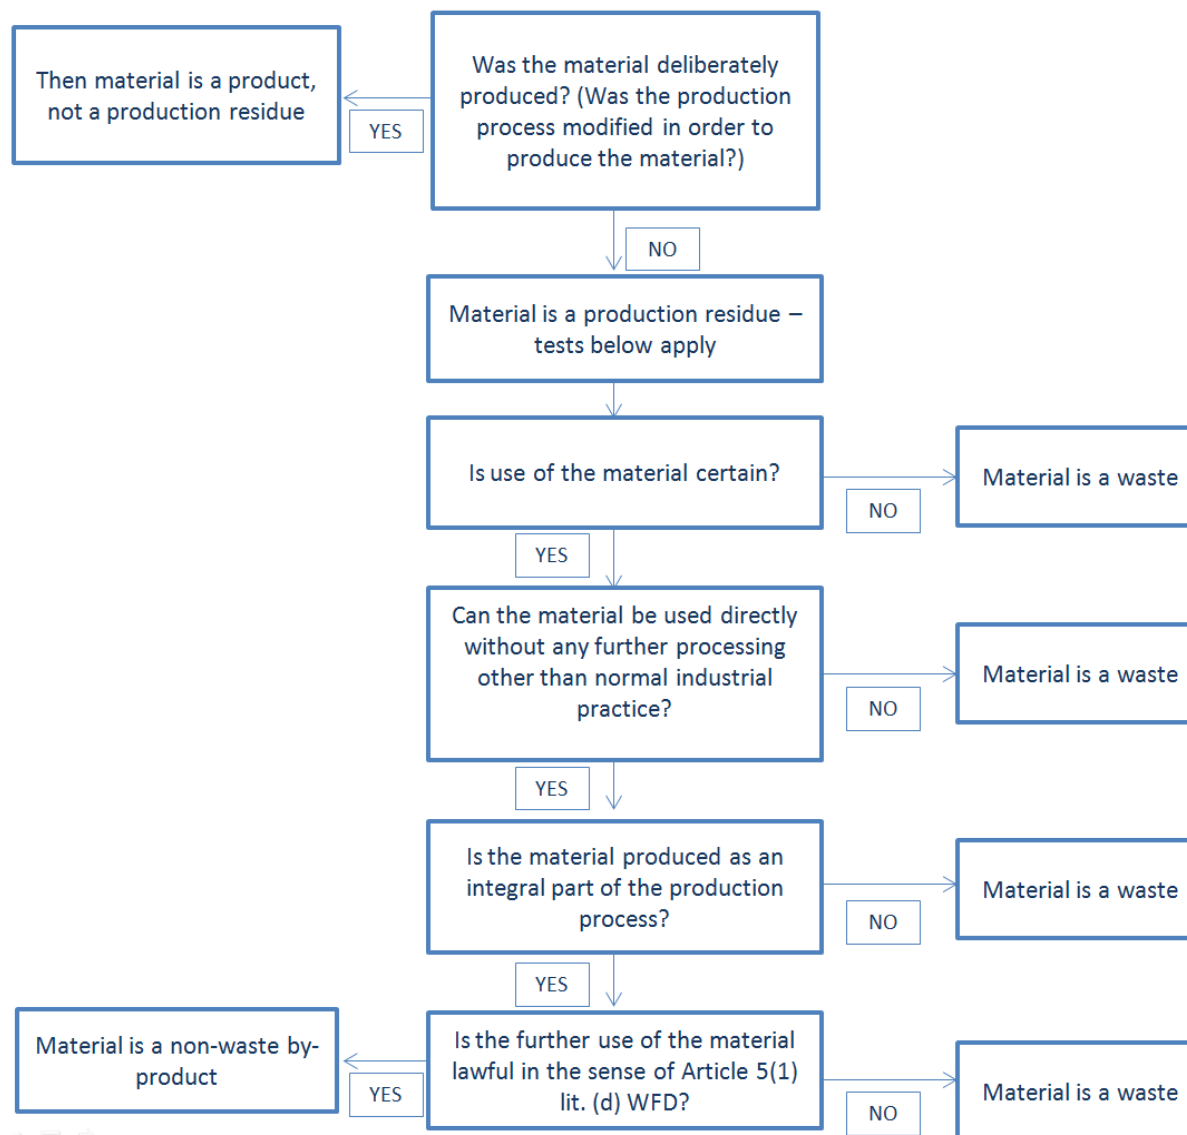 Then material is a product,
not a production residue
Was the material deliberately
produced? (Was the production
process modified in order to
produce the material?)
YES
NO
Material is a production residue –
tests below apply
Is use of the material certain?
NO
Material is a waste
YES
Can the material be used directly
without any further processing
other than normal industrial
practice?
NO
Material is a waste
YES
Is the material produced as an
integral part of the production
process?
NO
Material is a waste
YES
Is the further use of the material
lawful in the sense of Article 5(1)
lit. (d) WFD?
YES
Material is a non-waste by-
product
NO
Material is a waste